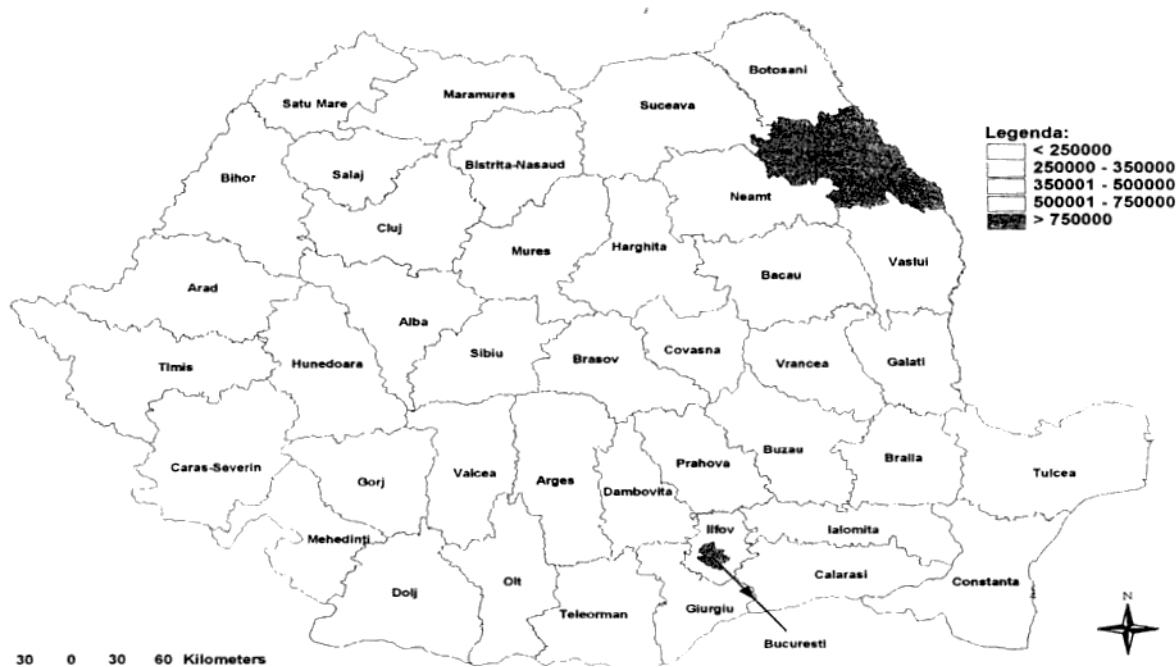 Botosani
Satu Mare
Maramures
Suceava
Legenda:
< 250000
250000 - 350000
350001 - 500000
500001 - 750000
> 750000
Bihor
Salaj
Bistrita-Nasaud
Neamt
Cluj
Mures
Harghita
Vaslui
Bacau
Arad
Alba
Sibiu
Brasov
Covasna
Timis
Hunedoara
Vrancea
Galati
Caras-Severin
Gorj
Valcea
Arges
Dambovita
Prahova
Buzau
Braila
Tulcea
Mehedinți
Ilfov
Ialomita
Dolj
Olt
Teleorman
Giurgiu
Calarasi
Constanta
Bucuresti
N
30 0 30 60 Kilometers